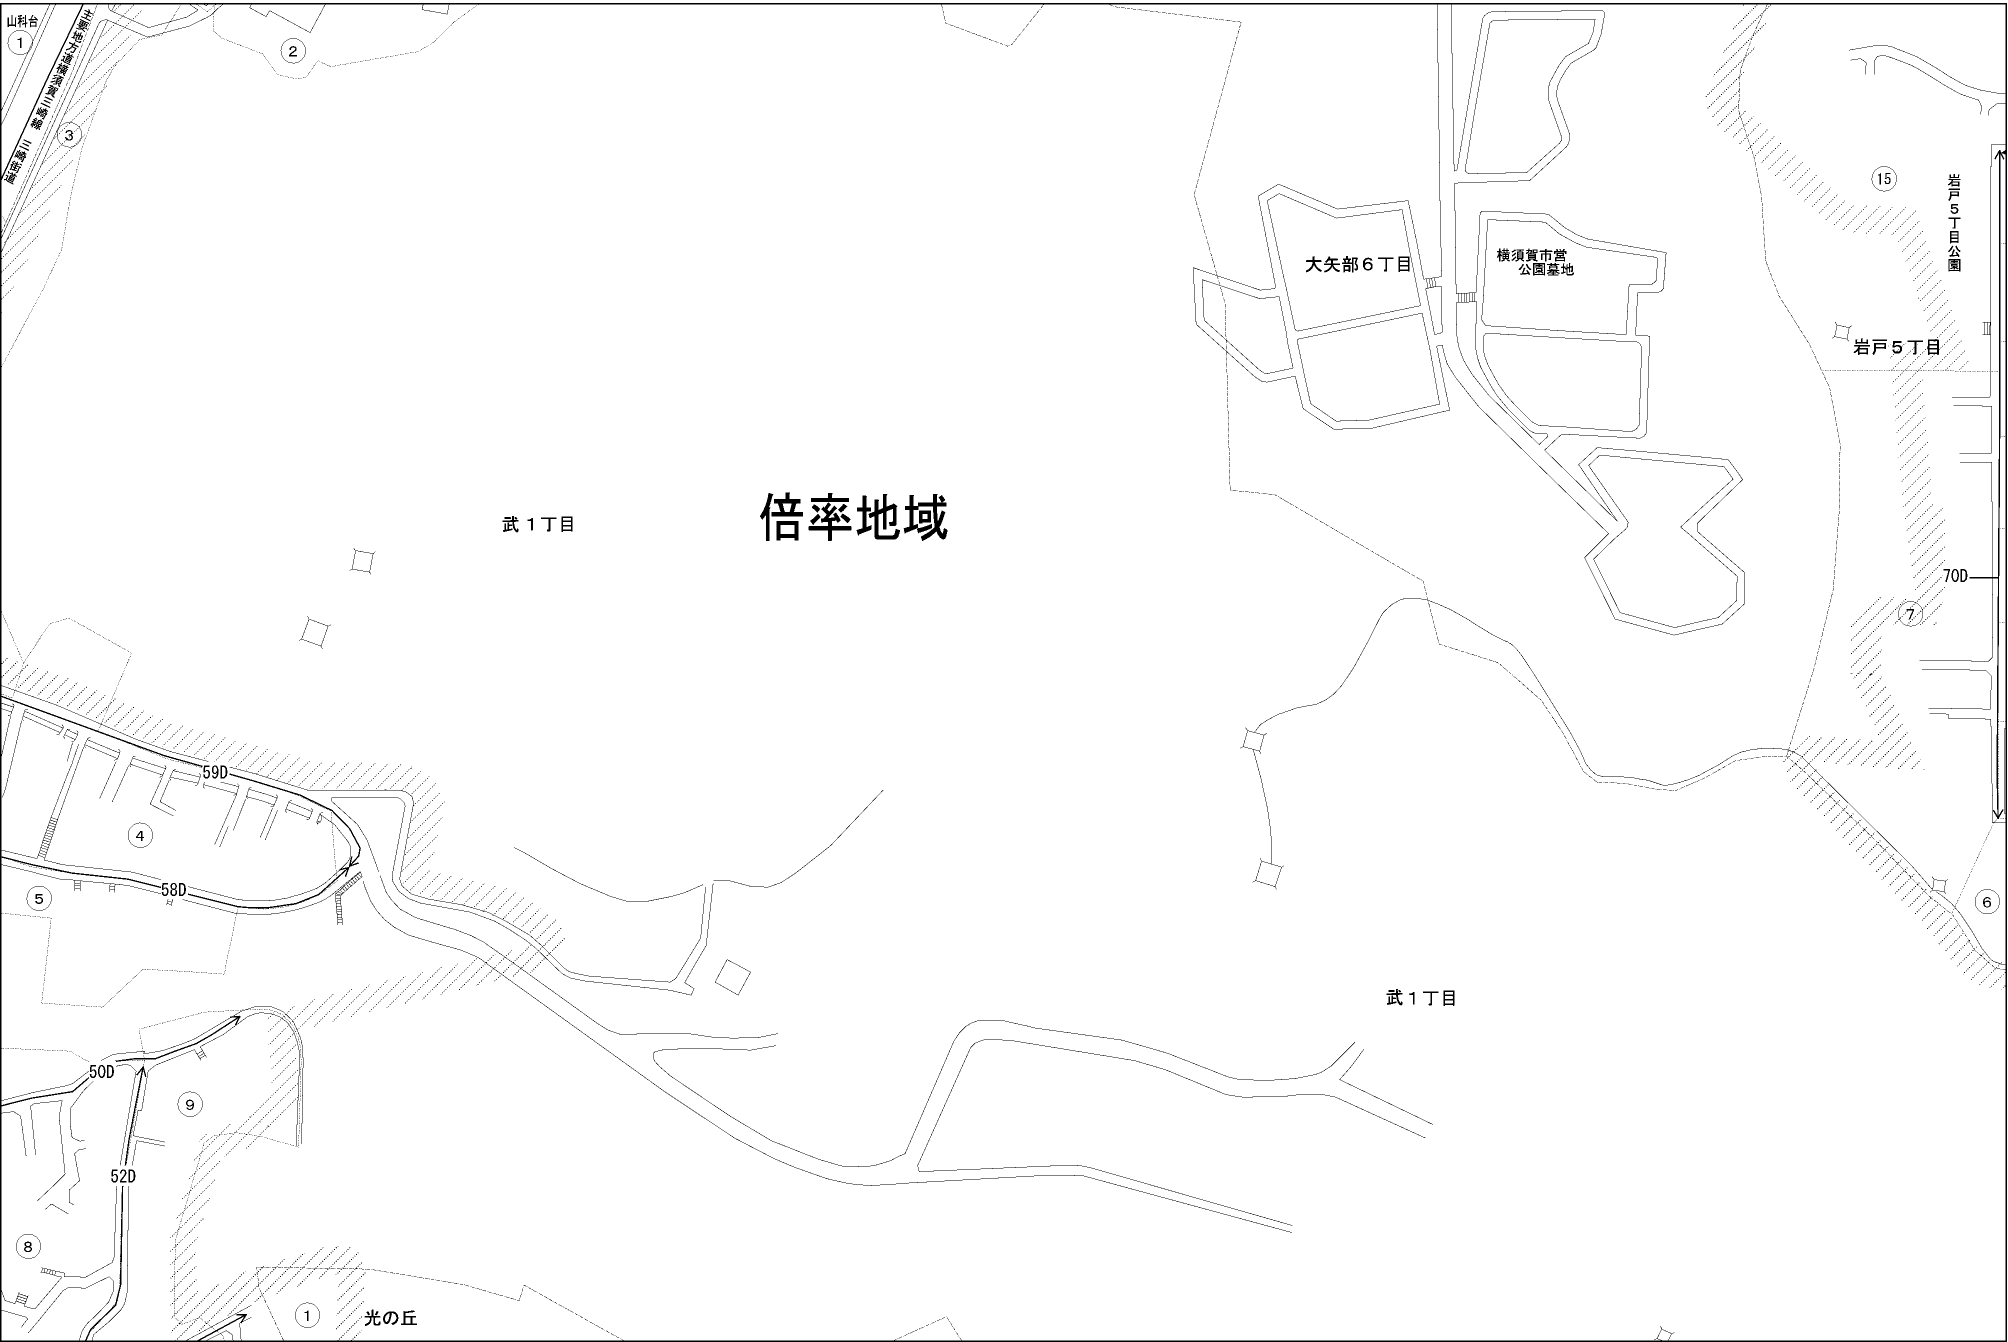 山科台
1
主要地方道横須賀三崎線　三崎街道
2
3
15
岩戸５丁目公園
大矢部６丁目
横須賀市営
公園墓地
岩戸５丁目
倍率地域
武１丁目
70D
7
59D
4
58D
5
6
武１丁目
50D
9
52D
8
1
光の丘